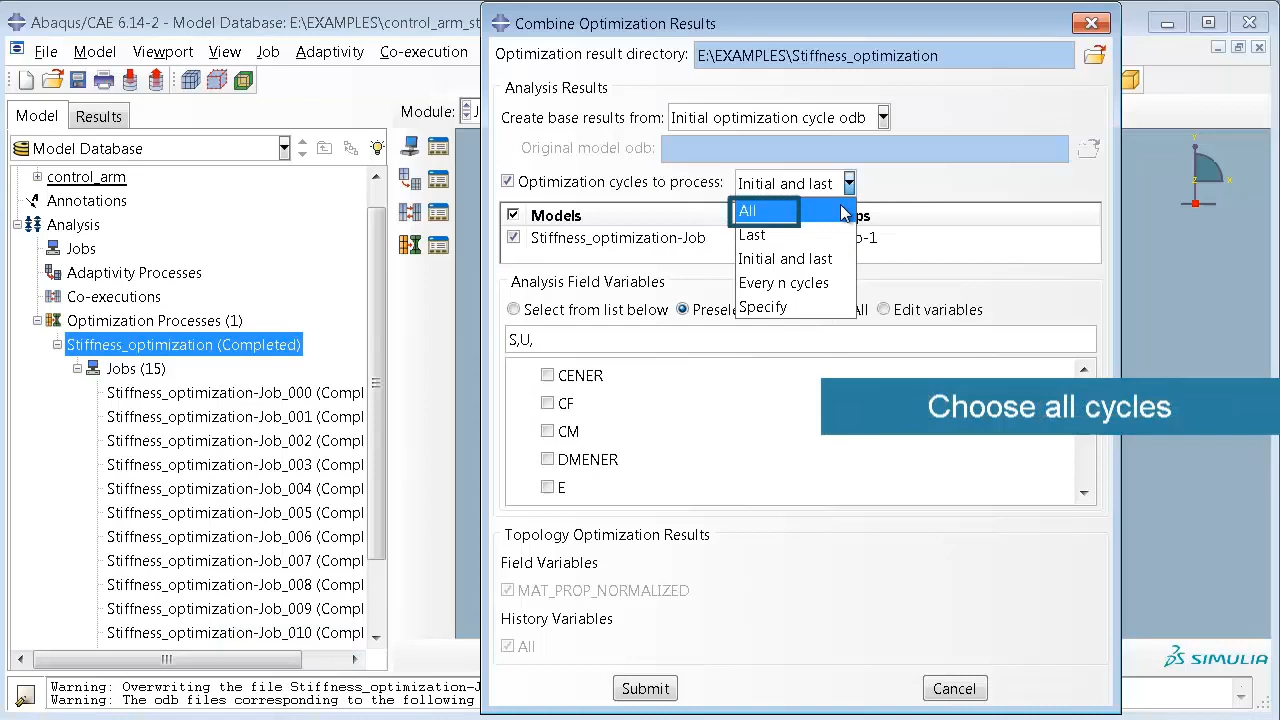 Abaqus/CAE 6.14-2 - Model Database: E:\EXAMPLES\control_arm_st
File Model Viewport View Job Adaptivity Co-execution
Model Results
Module:
Model Database
control_arm
Annotations
Analysis
Jobs
Adaptivity Processes
Co-executions
Optimization Processes (1)
Stiffness_optimization (Completed)
Jobs (15)
Stiffness_optimization-Job_000 (Compl
Stiffness_optimization-Job_001 (Compl
Stiffness_optimization-Job_002 (Compl
Stiffness_optimization-Job_003 (Compl
Stiffness_optimization-Job_004 (Compl
Stiffness_optimization-Job_005 (Compl
Stiffness_optimization-Job_006 (Compl
Stiffness_optimization-Job_007 (Compl
Stiffness_optimization-Job_008 (Compl
Stiffness_optimization-Job_009 (Compl
Stiffness_optimization-Job_010 (Compl
Warning: Overwriting the file Stiffness_optimization-J
Warning: The odb files corresponding to the following
Combine Optimization Results
Optimization result directory: E:\EXAMPLES\Stiffness_optimization
Analysis Results
Create base results from: Initial optimization cycle odb
Original model odb:
Optimization cycles to process: Initial and last
All
Last
Initial and last
Every n cycles
Specify
Models ps
Stiffness_optimization-Job -1
Analysis Field Variables
Select from list below Presele All Edit variables
S,U,
CENER
CF
CM
DMENER
E
Topology Optimization Results
Field Variables
MAT_PROP_NORMALIZED
History Variables
All
Submit Cancel
Choose all cycles
Y
Z X
SIMULIA